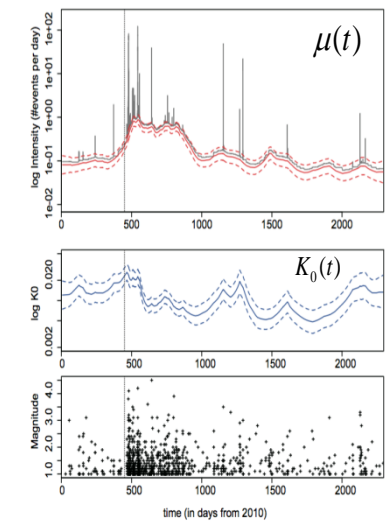 μ(t)
log Intensity (#events per day)
1e+02
1e+01
1e+00
1e-01
1e-02
0 500 1000 1500 2000
K₀(t)
log K0
0.020
0.002
0 500 1000 1500 2000
Magnitude
4.0
3.0
2.0
1.0
0 500 1000 1500 2000
time (in days from 2010)